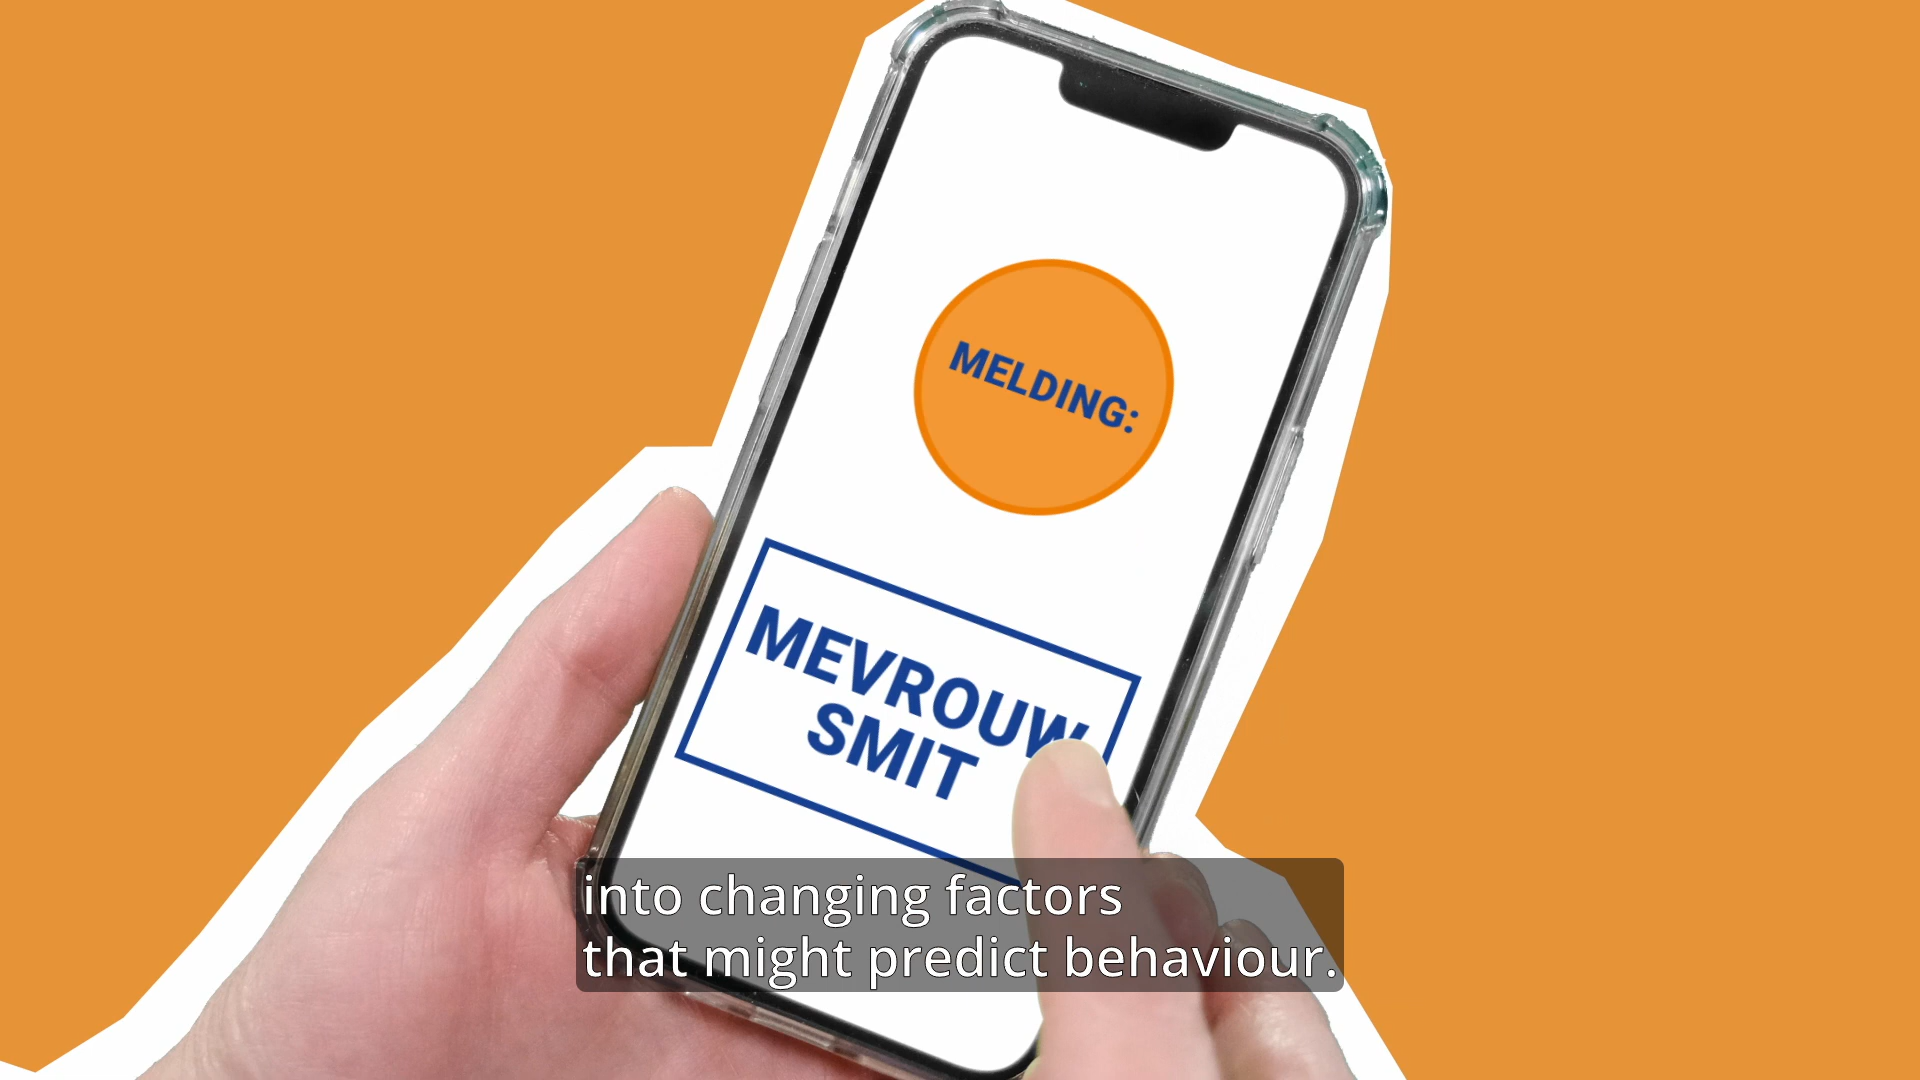 MELDING:
MEVROUW
SMIT
into changing factors
that might predict behaviour.